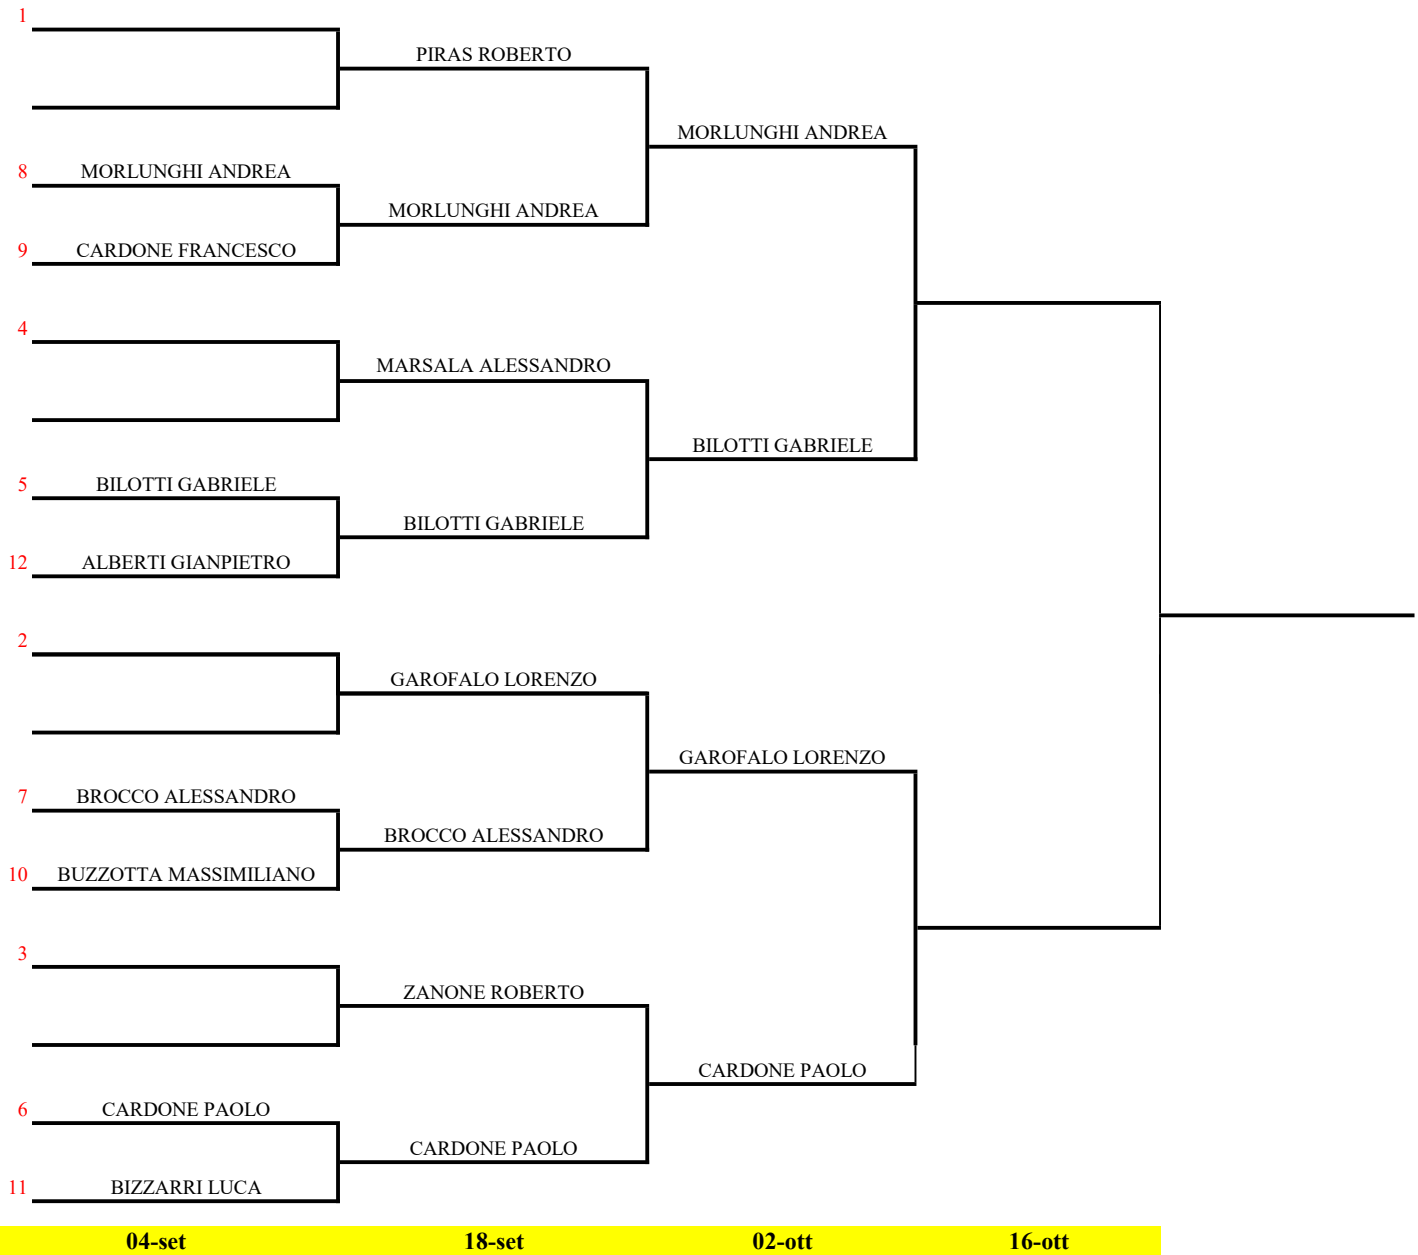 1
PIRAS ROBERTO
MORLUNGHI ANDREA
8 MORLUNGHI ANDREA
MORLUNGHI ANDREA
9 CARDONE FRANCESCO
4
MARSALA ALESSANDRO
BILOTTI GABRIELE
5 BILOTTI GABRIELE
BILOTTI GABRIELE
12 ALBERTI GIANPIETRO
2
GAROFALO LORENZO
GAROFALO LORENZO
7 BROCCO ALESSANDRO
BROCCO ALESSANDRO
10 BUZZOTTA MASSIMILIANO
3
ZANONE ROBERTO
CARDONE PAOLO
6 CARDONE PAOLO
CARDONE PAOLO
11 BIZZARRI LUCA
04-set 18-set 02-ott 16-ott